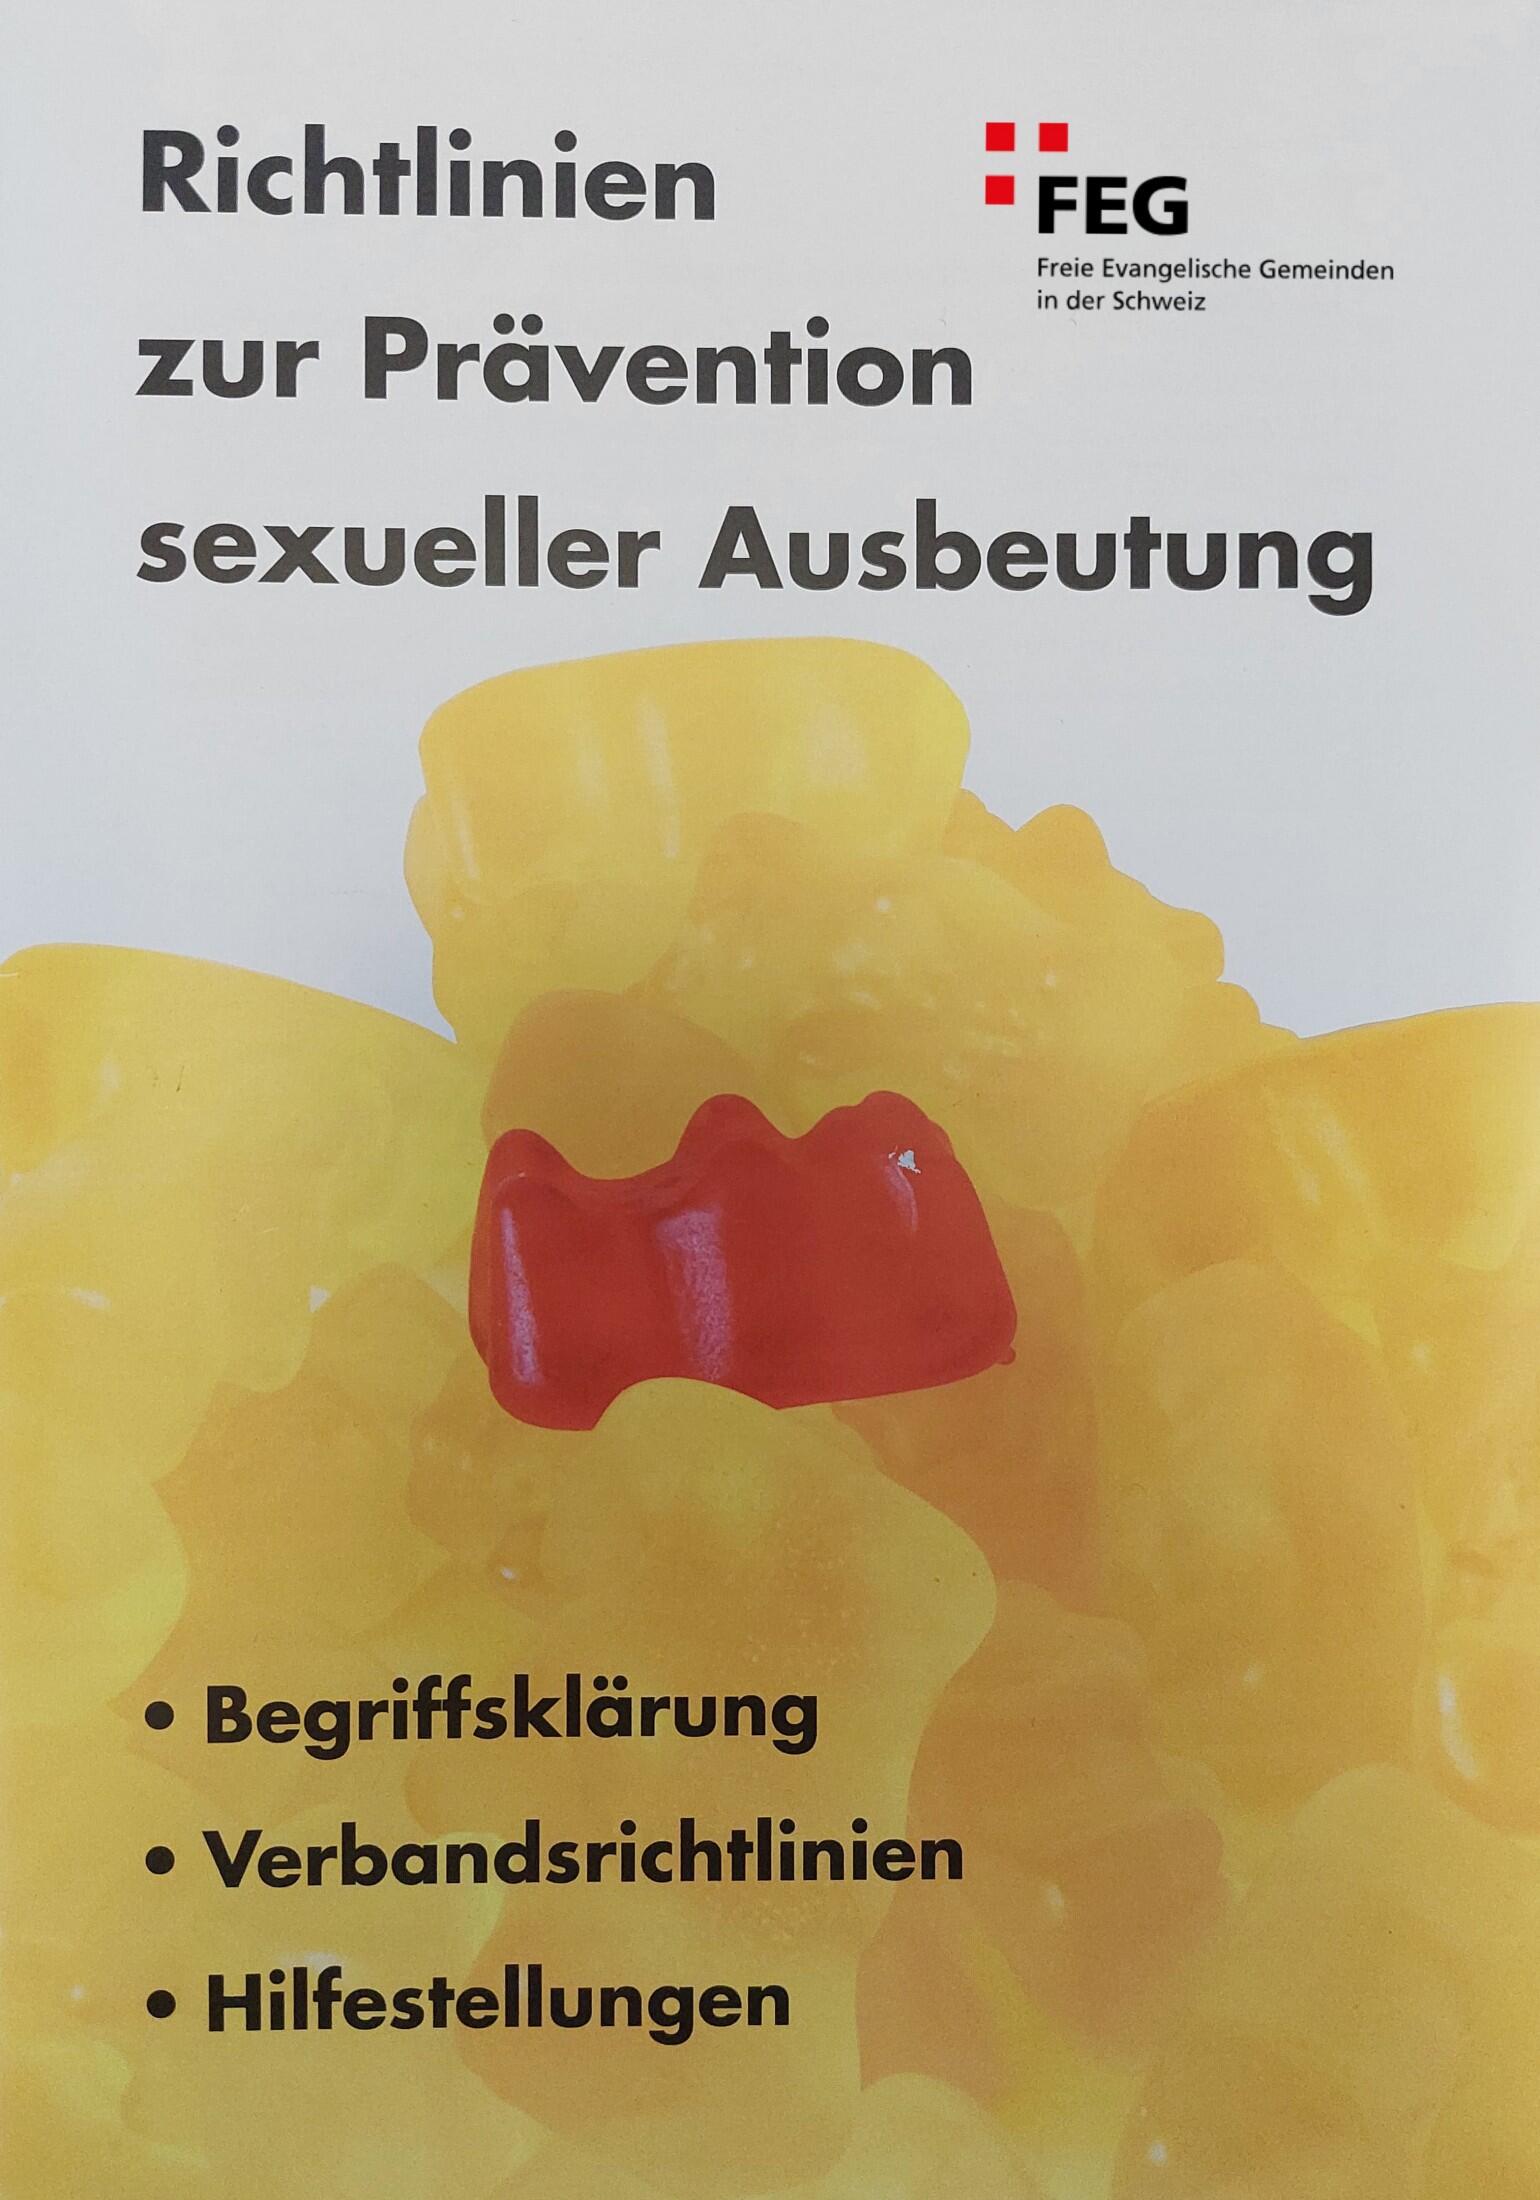 Richtlinien
zur Prävention
sexueller Ausbeutung
FEG
Freie Evangelische Gemeinden
in der Schweiz
• Begriffsklärung
• Verbandsrichtlinien
• Hilfestellungen